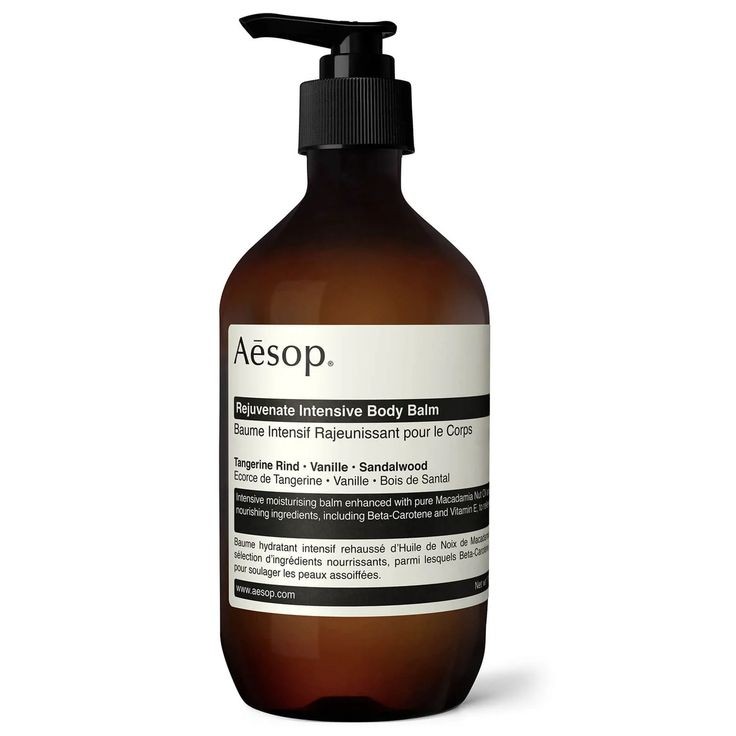 Aēsop®
Rejuvenate Intensive Body Balm
Baume Intensif Rajeunissant pour le Corps
Tangerine Rind • Vanille • Sandalwood
Ecorce de Tangerine • Vanille • Bois de Santal
Intensive moisturising balm enhanced with pure Macadamia Nut
nourishing ingredients, including Beta-Carotene and Vitamin E, to
Baume hydratant intensif rehaussé d'Huile de Noix de
sélection d'ingrédients nourrissants, parmi lesquels
pour soulager les peaux assoiffées.
www.aesop.com Net